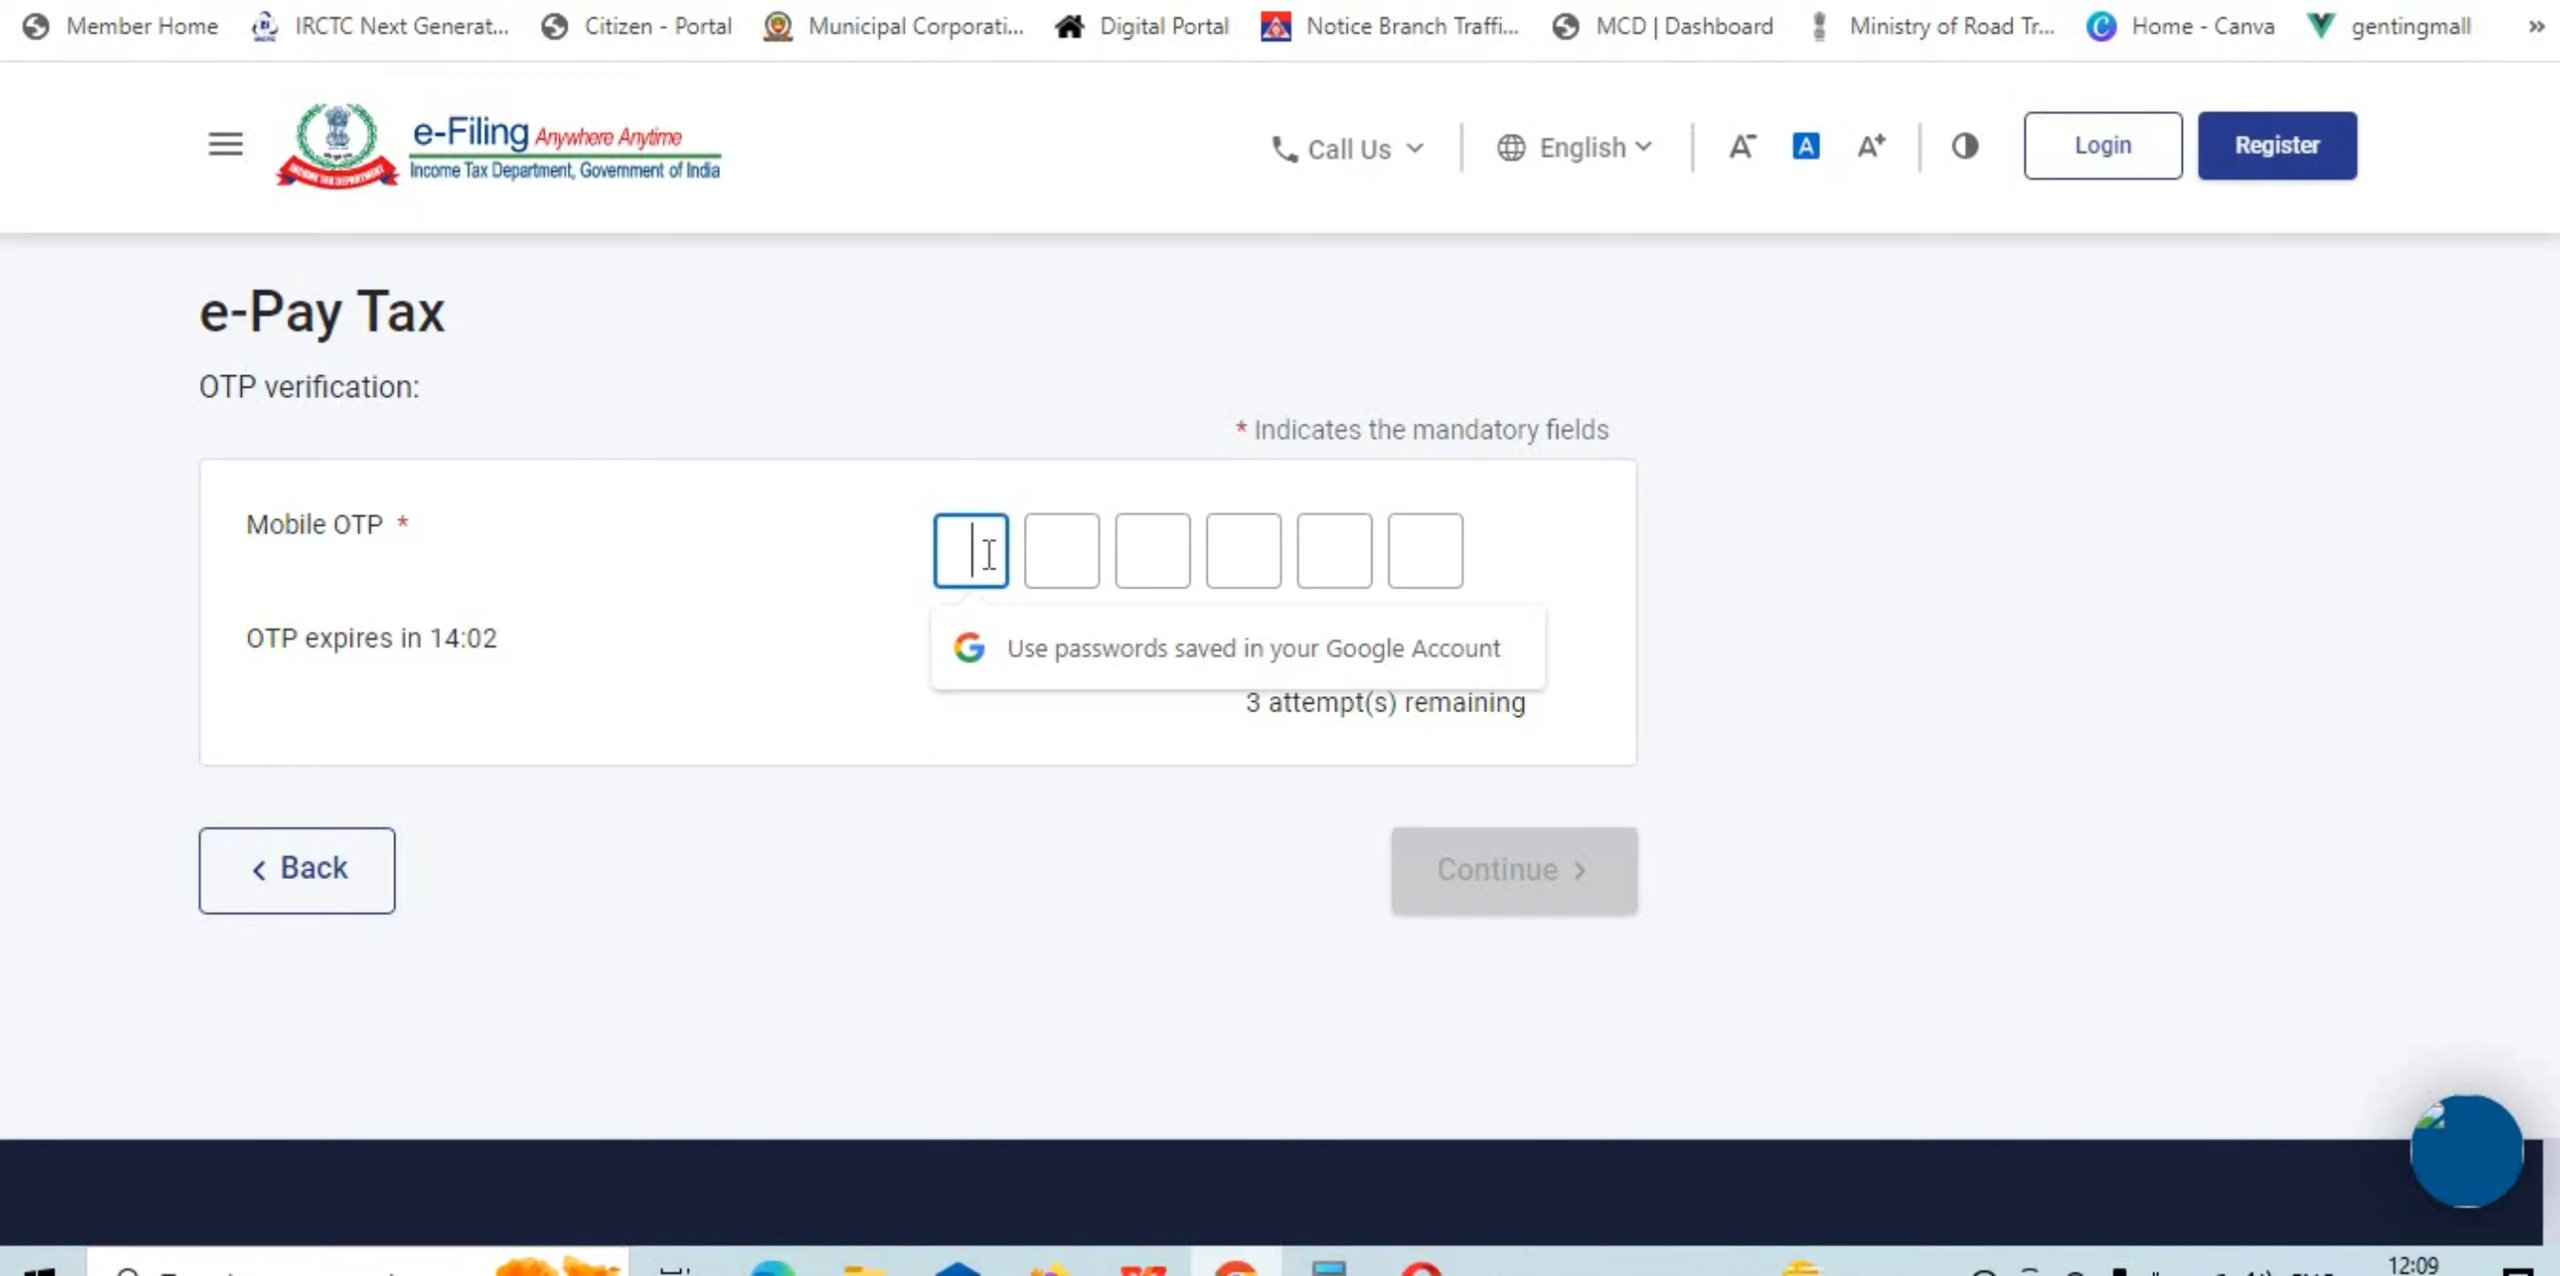 Member Home IRCTC Next Generat... Citizen - Portal Municipal Corporati... Digital Portal Notice Branch Traffi... MCD | Dashboard Ministry of Road Tr... Home - Canva gentingmall »
e-Filing Anywhere Anytime
Income Tax Department, Government of India
INCOME TAX DEPARTMENT
Call Us English A- A A+ Login Register
e-Pay Tax
OTP verification:
* Indicates the mandatory fields
Mobile OTP *
OTP expires in 14:02
Use passwords saved in your Google Account
3 attempt(s) remaining
< Back
Continue >
12:09